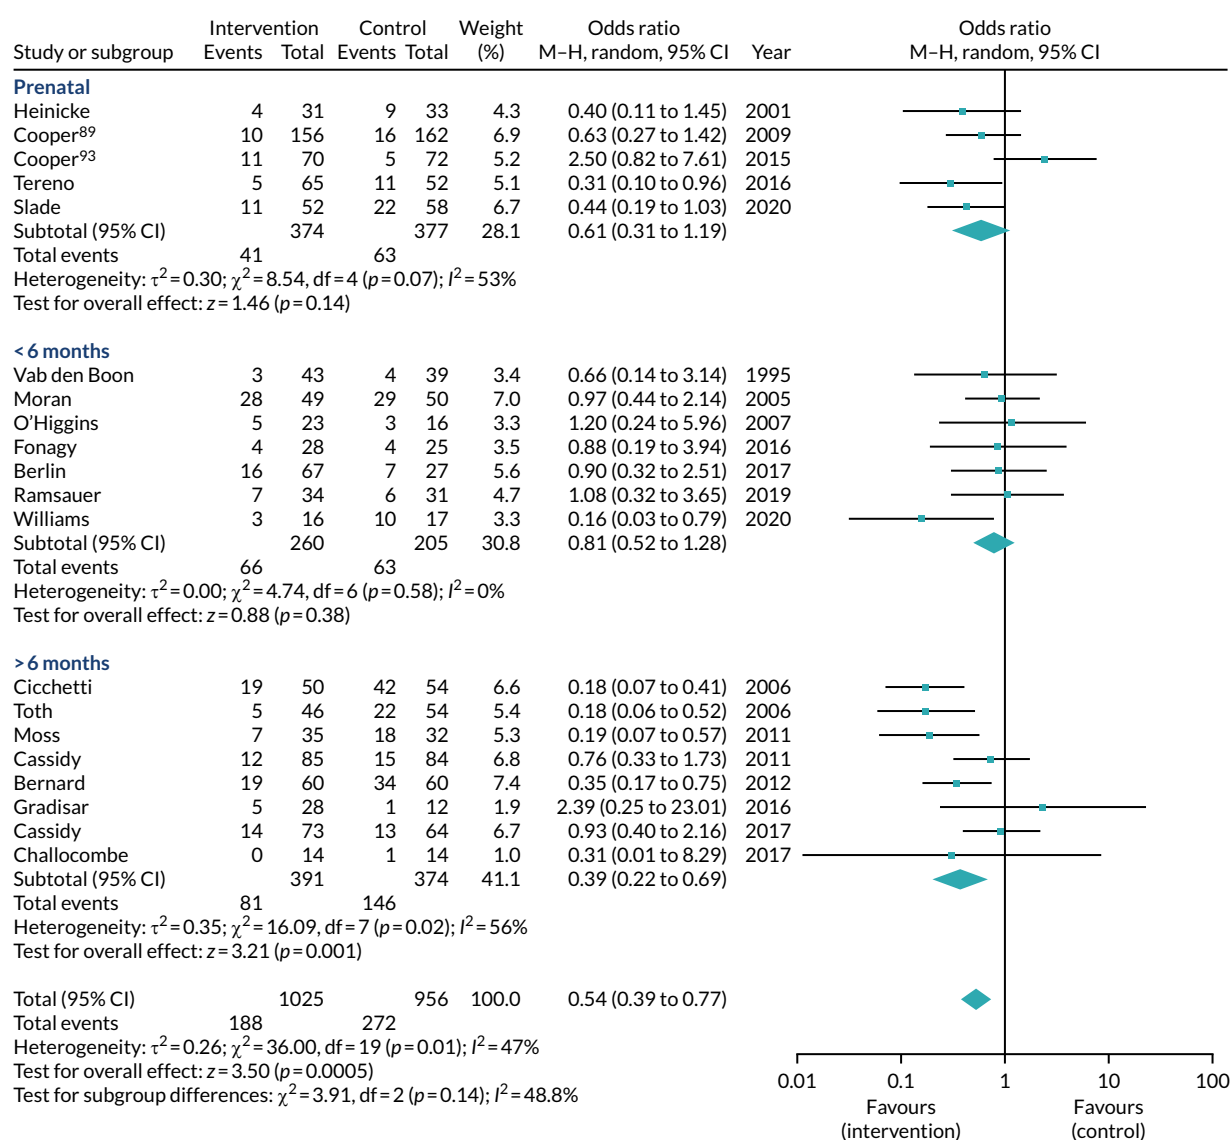 Intervention Control Weight Odds ratio Odds ratio
Study or subgroup Events Total Events Total (%) M–H, random, 95% CI Year M–H, random, 95% CI
Prenatal
Heinicke 4 31 9 33 4.3 0.40 (0.11 to 1.45) 2001
Cooper⁸⁹ 10 156 16 162 6.9 0.63 (0.27 to 1.42) 2009
Cooper⁹³ 11 70 5 72 5.2 2.50 (0.82 to 7.61) 2015
Tereno 5 65 11 52 5.1 0.31 (0.10 to 0.96) 2016
Slade 11 52 22 58 6.7 0.44 (0.19 to 1.03) 2020
Subtotal (95% CI) 374 377 28.1 0.61 (0.31 to 1.19)
Total events 41 63
Heterogeneity: τ²=0.30; χ²=8.54, df=4 (p=0.07); I²=53%
Test for overall effect: z=1.46 (p=0.14)
<6 months
Vab den Boon 3 43 4 39 3.4 0.66 (0.14 to 3.14) 1995
Moran 28 49 29 50 7.0 0.97 (0.44 to 2.14) 2005
O'Higgins 5 23 3 16 3.3 1.20 (0.24 to 5.96) 2007
Fonagy 4 28 4 25 3.5 0.88 (0.19 to 3.94) 2016
Berlin 16 67 7 27 5.6 0.90 (0.32 to 2.51) 2017
Ramsauer 7 34 6 31 4.7 1.08 (0.32 to 3.65) 2019
Williams 3 16 10 17 3.3 0.16 (0.03 to 0.79) 2020
Subtotal (95% CI) 260 205 30.8 0.81 (0.52 to 1.28)
Total events 66 63
Heterogeneity: τ²=0.00; χ²=4.74, df=6 (p=0.58); I²=0%
Test for overall effect: z=0.88 (p=0.38)
>6 months
Cicchetti 19 50 42 54 6.6 0.18 (0.07 to 0.41) 2006
Toth 5 46 22 54 5.4 0.18 (0.06 to 0.52) 2006
Moss 7 35 18 32 5.3 0.19 (0.07 to 0.57) 2011
Cassidy 12 85 15 84 6.8 0.76 (0.33 to 1.73) 2011
Bernard 19 60 34 60 7.4 0.35 (0.17 to 0.75) 2012
Gradisar 5 28 1 12 1.9 2.39 (0.25 to 23.01) 2016
Cassidy 14 73 13 64 6.7 0.93 (0.40 to 2.16) 2017
Challocombe 0 14 1 14 1.0 0.31 (0.01 to 8.29) 2017
Subtotal (95% CI) 391 374 41.1 0.39 (0.22 to 0.69)
Total events 81 146
Heterogeneity: τ²=0.35; χ²=16.09, df=7 (p=0.02); I²=56%
Test for overall effect: z=3.21 (p=0.001)
Total (95% CI) 1025 956 100.0 0.54 (0.39 to 0.77)
Total events 188 272
Heterogeneity: τ²=0.26; χ²=36.00, df=19 (p=0.01); I²=47%
Test for overall effect: z=3.50 (p=0.0005)
Test for subgroup differences: χ²=3.91, df=2 (p=0.14); I²=48.8%
0.01 0.1 1 10 100
Favours Favours
(intervention) (control)